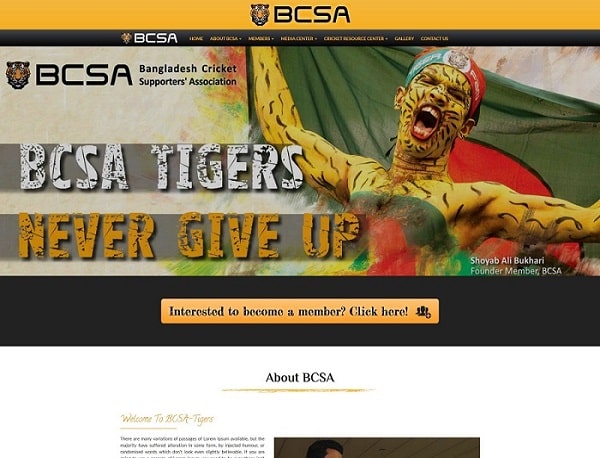 BCSA
BCSA HOME ABOUT BCSA MEMBERS MEDIA CENTER CRICKET RESOURCE CENTER GALLERY CONTACT US
BCSA Bangladesh Cricket
Supporters' Association
BCSA TIGERS
NEVER GIVE UP
Shoyab Ali Bukhari
Founder Member, BCSA
Interested to become a member? Click here!
About BCSA
Welcome To BCSA-Tigers
There are many variations of passages of Lorem Ipsum available, but the
majority have suffered alteration in some form, by injected humour, or
randomised words which don't look even slightly believable. If you are